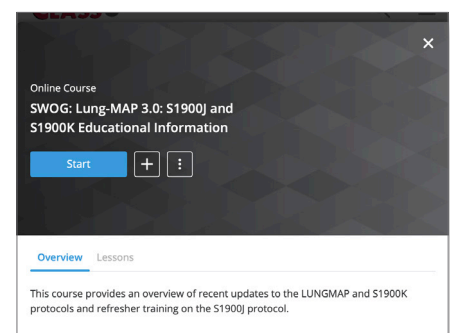 CLASS
×
Online Course
SWOG: Lung-MAP 3.0: S1900J and
S1900K Educational Information
Start
+
Overview Lessons
This course provides an overview of recent updates to the LUNGMAP and S1900K
protocols and refresher training on the S1900J protocol.